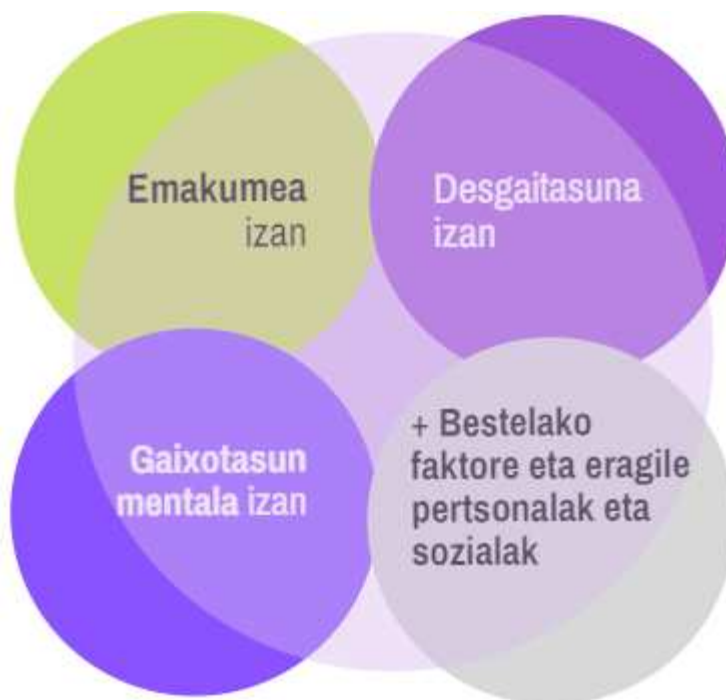 Emakumea
izan
Desgaitasuna
izan
Gaixotasun
mentala izan
+ Bestelako
faktore eta eragile
pertsonalak eta
sozialak